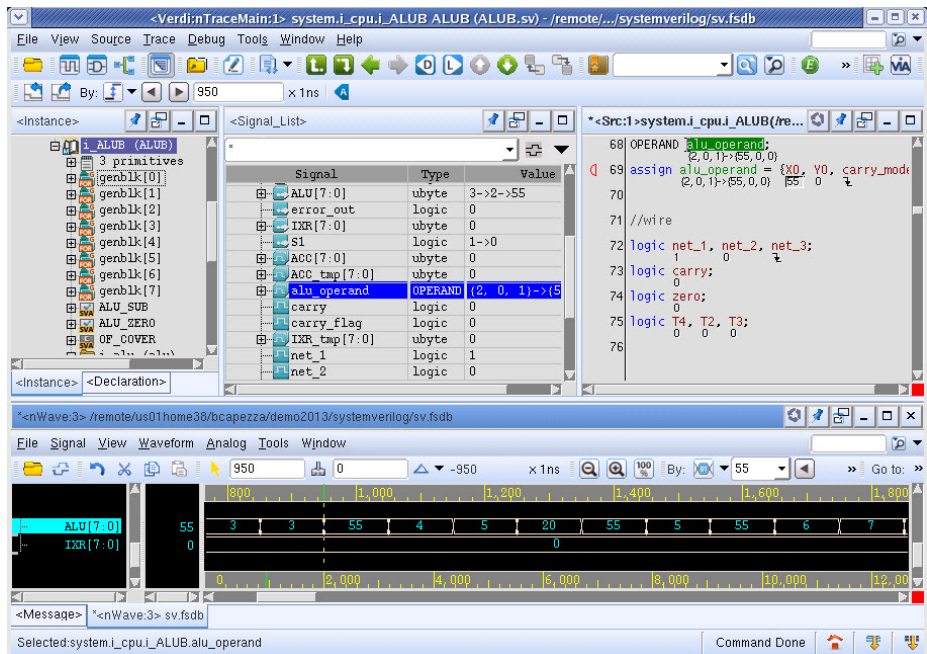 <Verdi:nTraceMain:1> system.i_cpu.i_ALUB ALUB (ALUB.sv) - /remote/.../systemverilog/sv.fsdb
File View Source Trace Debug Tools Window Help
By: 950 x 1ns
<Instance>
i_ALUB (ALUB)
3 primitives
genblk[0]
genblk[1]
genblk[2]
genblk[3]
genblk[4]
genblk[5]
genblk[6]
genblk[7]
ALU_SUB
ALU_ZERO
OF_COVER
i_alu (alu)
<Instance> <Declaration>
<Signal_List>
*
Signal Type Value
ALU[7:0] ubyte 3->2->55
error_out logic 0
IXR[7:0] ubyte 0
S1 logic 1->0
ACC[7:0] ubyte 0
ACC_tmp[7:0] ubyte 0
alu_operand OPERAND {2, 0, 1}->{5
carry logic 0
carry_flag logic 0
IXR_tmp[7:0] ubyte 0
net_1 logic 1
net_2 logic 0
*<Src:1>system.i_cpu.i_ALUB(/re...
68 OPERAND alu_operand;
{2, 0, 1}->{55, 0, 0}
69 assign alu_operand = {X0, Y0, carry_mode
{2, 0, 1}->{55, 0, 0} 55 0
70
71 //wire
72 logic net_1, net_2, net_3;
1 0
73 logic carry;
0
74 logic zero;
0
75 logic T4, T2, T3;
0 0 0
76
*<nWave:3> /remote/us01home38/bcapezza/demo2013/systemverilog/sv.fsdb
File Signal View Waveform Analog Tools Window
950 0 -950 x 1ns 100 % By: 55 » Go to: »
800 1,000 1,200 1,400 1,600 1,800
ALU[7:0] 55 3 3 55 4 5 20 55 5 55 6 7
IXR[7:0] 0 0
0 2,000 4,000 6,000 8,000 10,000 12,00
<Message> *<nWave:3> sv.fsdb
Selected:system.i_cpu.i_ALUB.alu_operand Command Done